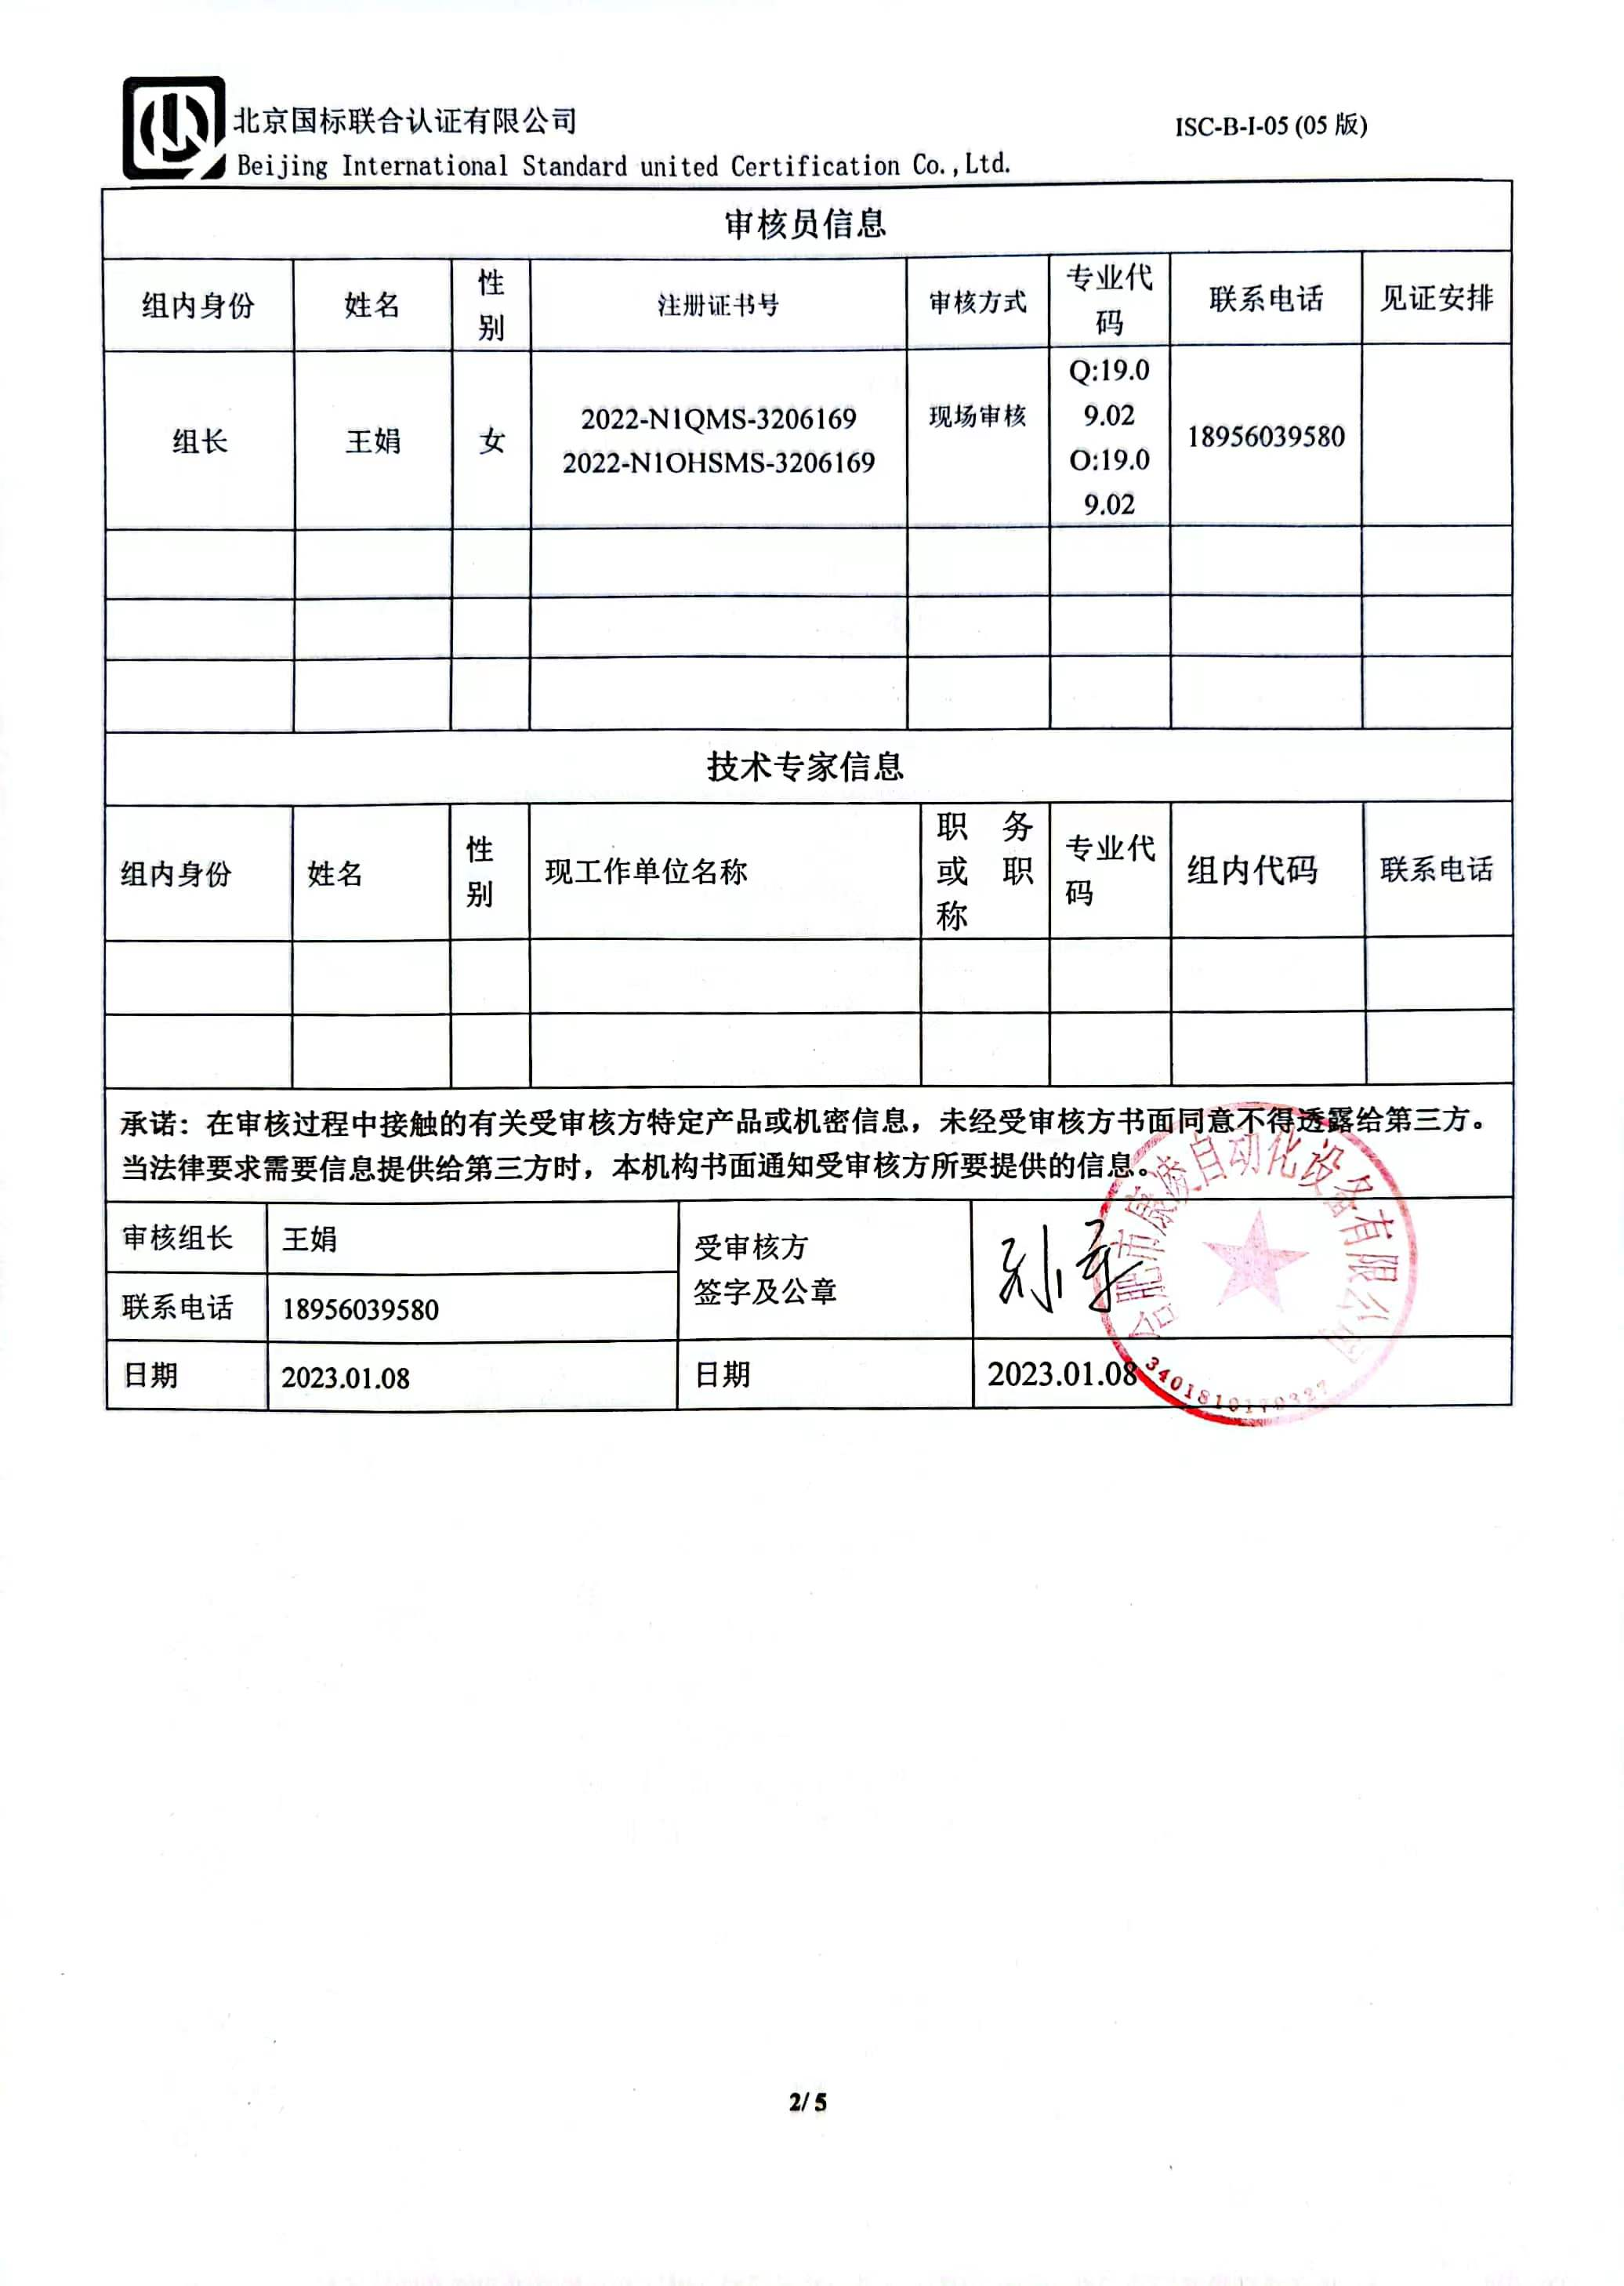 北京国标联合认证有限公司
ISC-B-I-05 (05 版)
Beijing International Standard united Certification Co.,Ltd.
审核员信息
组内身份 姓名 性别 注册证书号 审核方式 专业代码 联系电话 见证安排
组长 王娟 女 2022-N1QMS-3206169 2022-N1OHSMS-3206169 现场审核 Q:19.09.02 O:19.09.02 18956039580
技术专家信息
组内身份 姓名 性别 现工作单位名称 职务或职称 专业代码 组内代码 联系电话
承诺：在审核过程中接触的有关受审核方特定产品或机密信息，未经受审核方书面同意不得透露给第三方。
当法律要求需要信息提供给第三方时，本机构书面通知受审核方所要提供的信息。
审核组长 王娟 受审核方签字及公章
联系电话 18956039580
日期 2023.01.08 日期 2023.01.08
合肥市康凌自动化设备有限公司
2/ 5